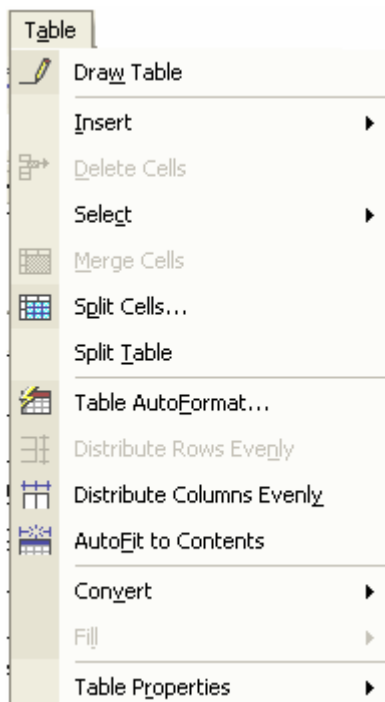 Table
Draw Table
Insert
Delete Cells
Select
Merge Cells
Split Cells...
Split Table
Table AutoFormat...
Distribute Rows Evenly
Distribute Columns Evenly
AutoFit to Contents
Convert
Fill
Table Properties